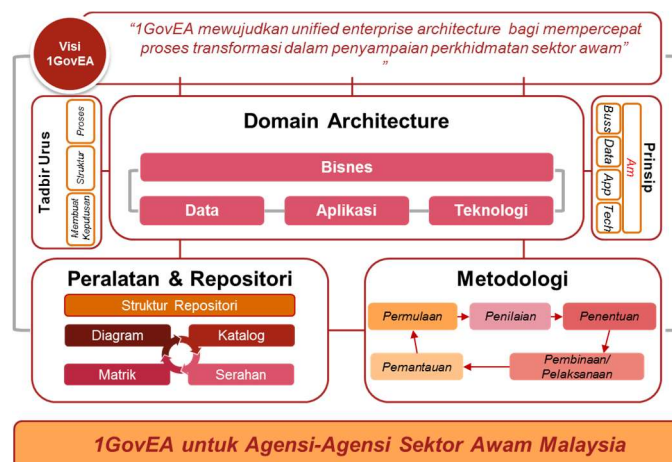 Visi
1GovEA
“1GovEA mewujudkan unified enterprise architecture bagi mempercepat
proses transformasi dalam penyampaian perkhidmatan sektor awam”
”
Tadbir Urus
Proses
Struktur
Membuat
Keputusan
Domain Architecture
Bisnes
Data
Aplikasi
Teknologi
Buss
Data
App
Tech
Am
Prinsip
Peralatan & Repositori
Struktur Repositori
Diagram
Katalog
Matrik
Serahan
Metodologi
Permulaan
Penilaian
Penentuan
Pemantauan
Pembinaan/
Pelaksanaan
1GovEA untuk Agensi-Agensi Sektor Awam Malaysia